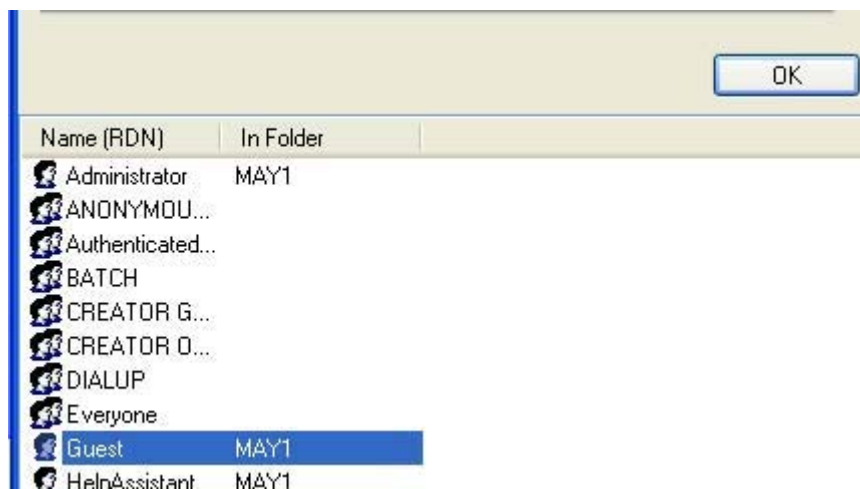 OK
Name (RDN) In Folder
Administrator MAY1
ANONYMOU...
Authenticated...
BATCH
CREATOR G...
CREATOR O...
DIALUP
Everyone
Guest MAY1
HelpAssistant MAY1